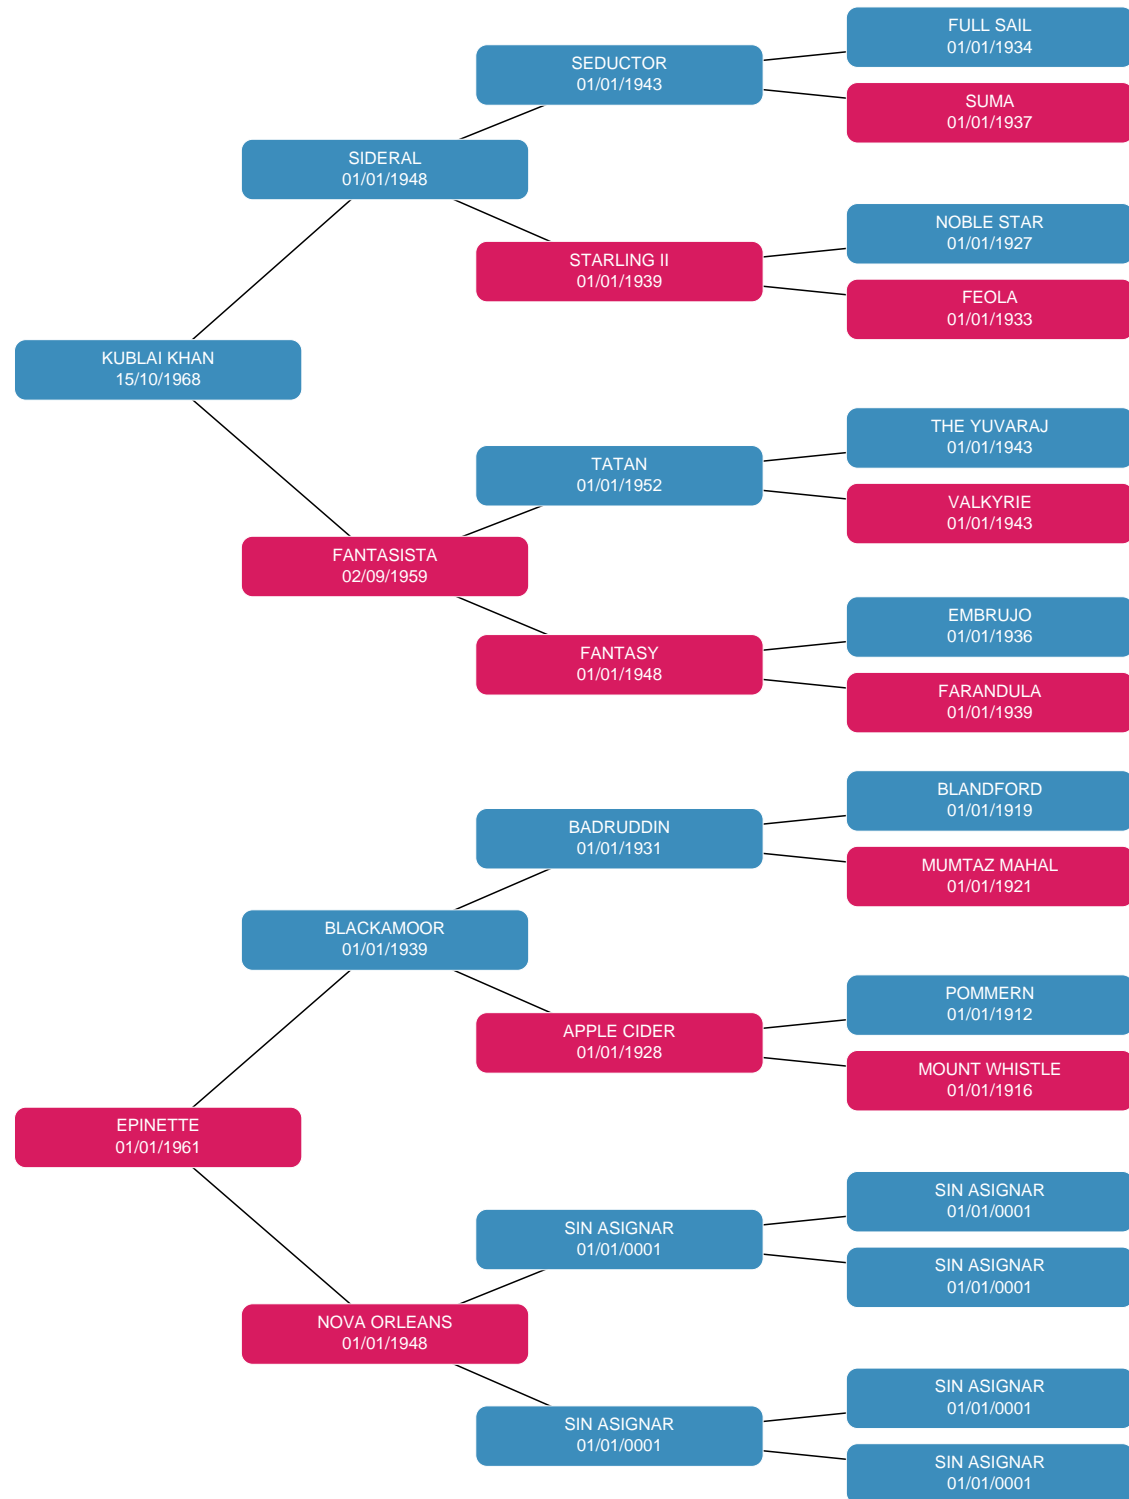 FULL SAIL
01/01/1934
SEDUCTOR
01/01/1943
SUMA
01/01/1937
SIDERAL
01/01/1948
NOBLE STAR
01/01/1927
STARLING II
01/01/1939
FEOLA
01/01/1933
KUBLAI KHAN
15/10/1968
THE YUVARAJ
01/01/1943
TATAN
01/01/1952
VALKYRIE
01/01/1943
FANTASISTA
02/09/1959
EMBRUJO
01/01/1936
FANTASY
01/01/1948
FARANDULA
01/01/1939
BLANDFORD
01/01/1919
BADRUDDIN
01/01/1931
MUMTAZ MAHAL
01/01/1921
BLACKAMOOR
01/01/1939
POMMERN
01/01/1912
APPLE CIDER
01/01/1928
MOUNT WHISTLE
01/01/1916
EPINETTE
01/01/1961
SIN ASIGNAR
01/01/0001
SIN ASIGNAR
01/01/0001
SIN ASIGNAR
01/01/0001
NOVA ORLEANS
01/01/1948
SIN ASIGNAR
01/01/0001
SIN ASIGNAR
01/01/0001
SIN ASIGNAR
01/01/0001